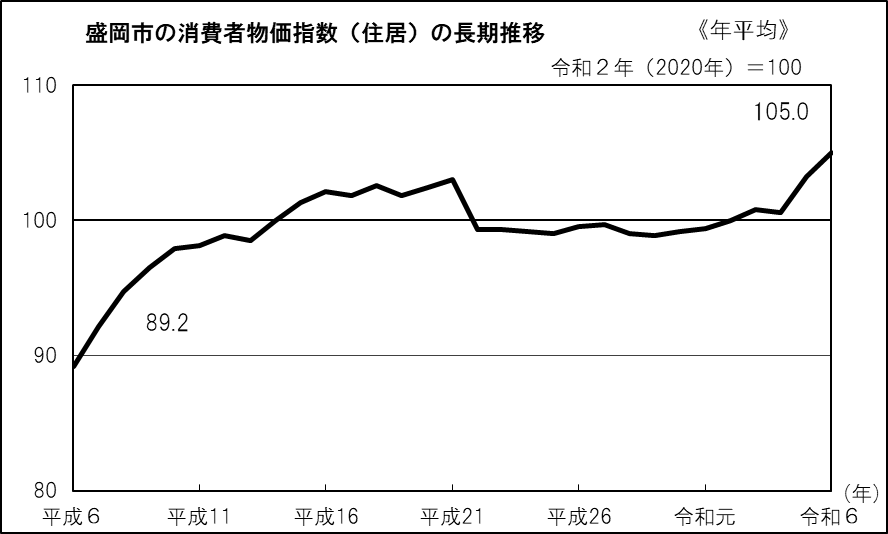 盛岡市の消費者物価指数（住居）の長期推移
《年平均》
令和２年（2020年）＝100
110
105.0
100
89.2
90
80
（年）
平成６ 平成11 平成16 平成21 平成26 令和元 令和６